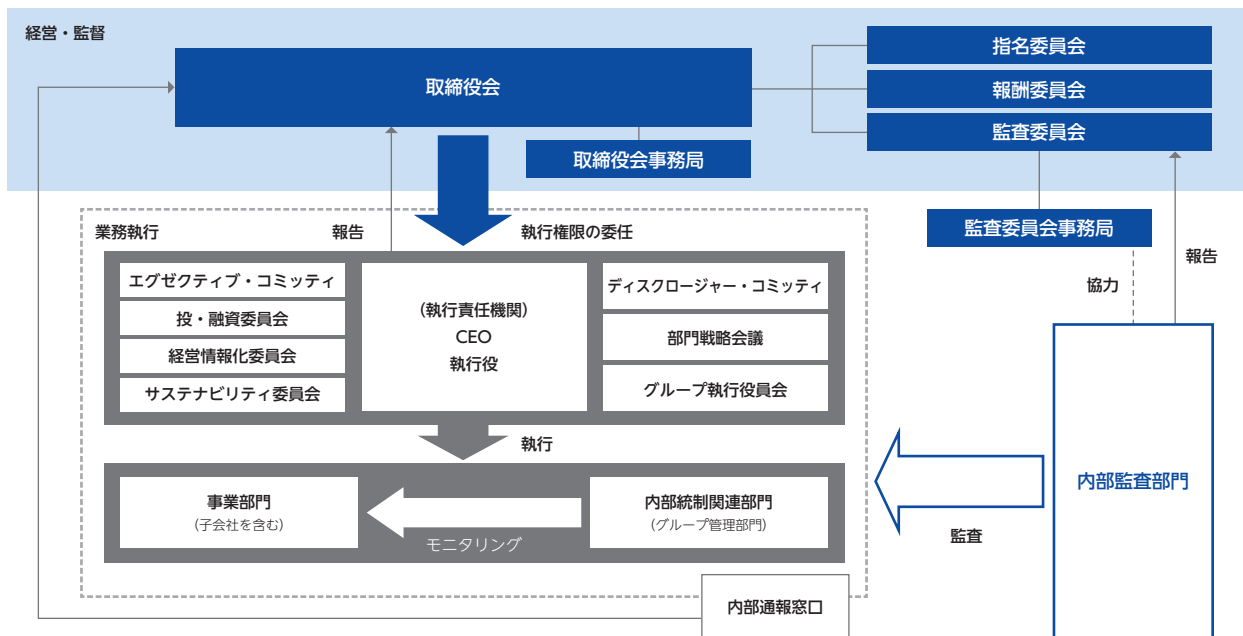 経営・監督
取締役会
指名委員会
報酬委員会
監査委員会
取締役会事務局
監査委員会事務局
業務執行
報告
執行権限の委任
報告
協力
エグゼクティブ・コミッティ
投・融資委員会
経営情報化委員会
サステナビリティ委員会
(執行責任機関)
CEO
執行役
ディスクロージャー・コミッティ
部門戦略会議
グループ執行役員会
執行
事業部門
(子会社を含む)
モニタリング
内部統制関連部門
(グループ管理部門)
監査
内部監査部門
内部通報窓口